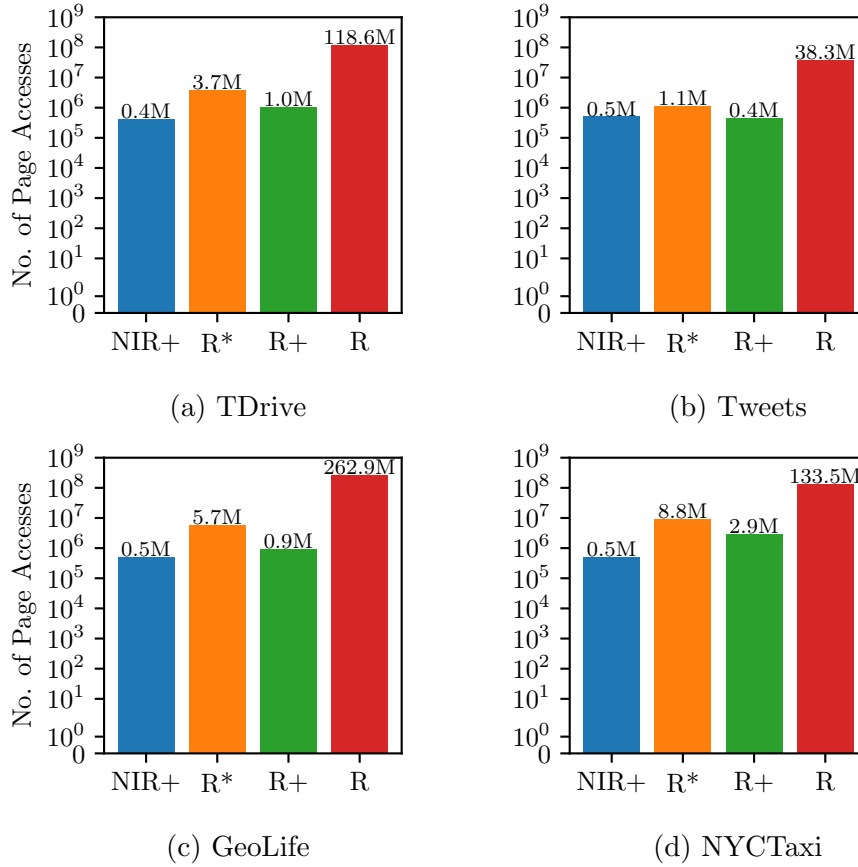 No. of Page Accesses
10^9
10^8
10^7
10^6
10^5
10^4
10^3
10^2
10^1
10^0
0
0.4M
3.7M
1.0M
118.6M
NIR+ R* R+ R
(a) TDrive
10^9
10^8
10^7
10^6
10^5
10^4
10^3
10^2
10^1
10^0
0
0.5M
1.1M
0.4M
38.3M
NIR+ R* R+ R
(b) Tweets
No. of Page Accesses
10^9
10^8
10^7
10^6
10^5
10^4
10^3
10^2
10^1
10^0
0
0.5M
5.7M
0.9M
262.9M
NIR+ R* R+ R
(c) GeoLife
10^9
10^8
10^7
10^6
10^5
10^4
10^3
10^2
10^1
10^0
0
0.5M
8.8M
2.9M
133.5M
NIR+ R* R+ R
(d) NYCTaxi